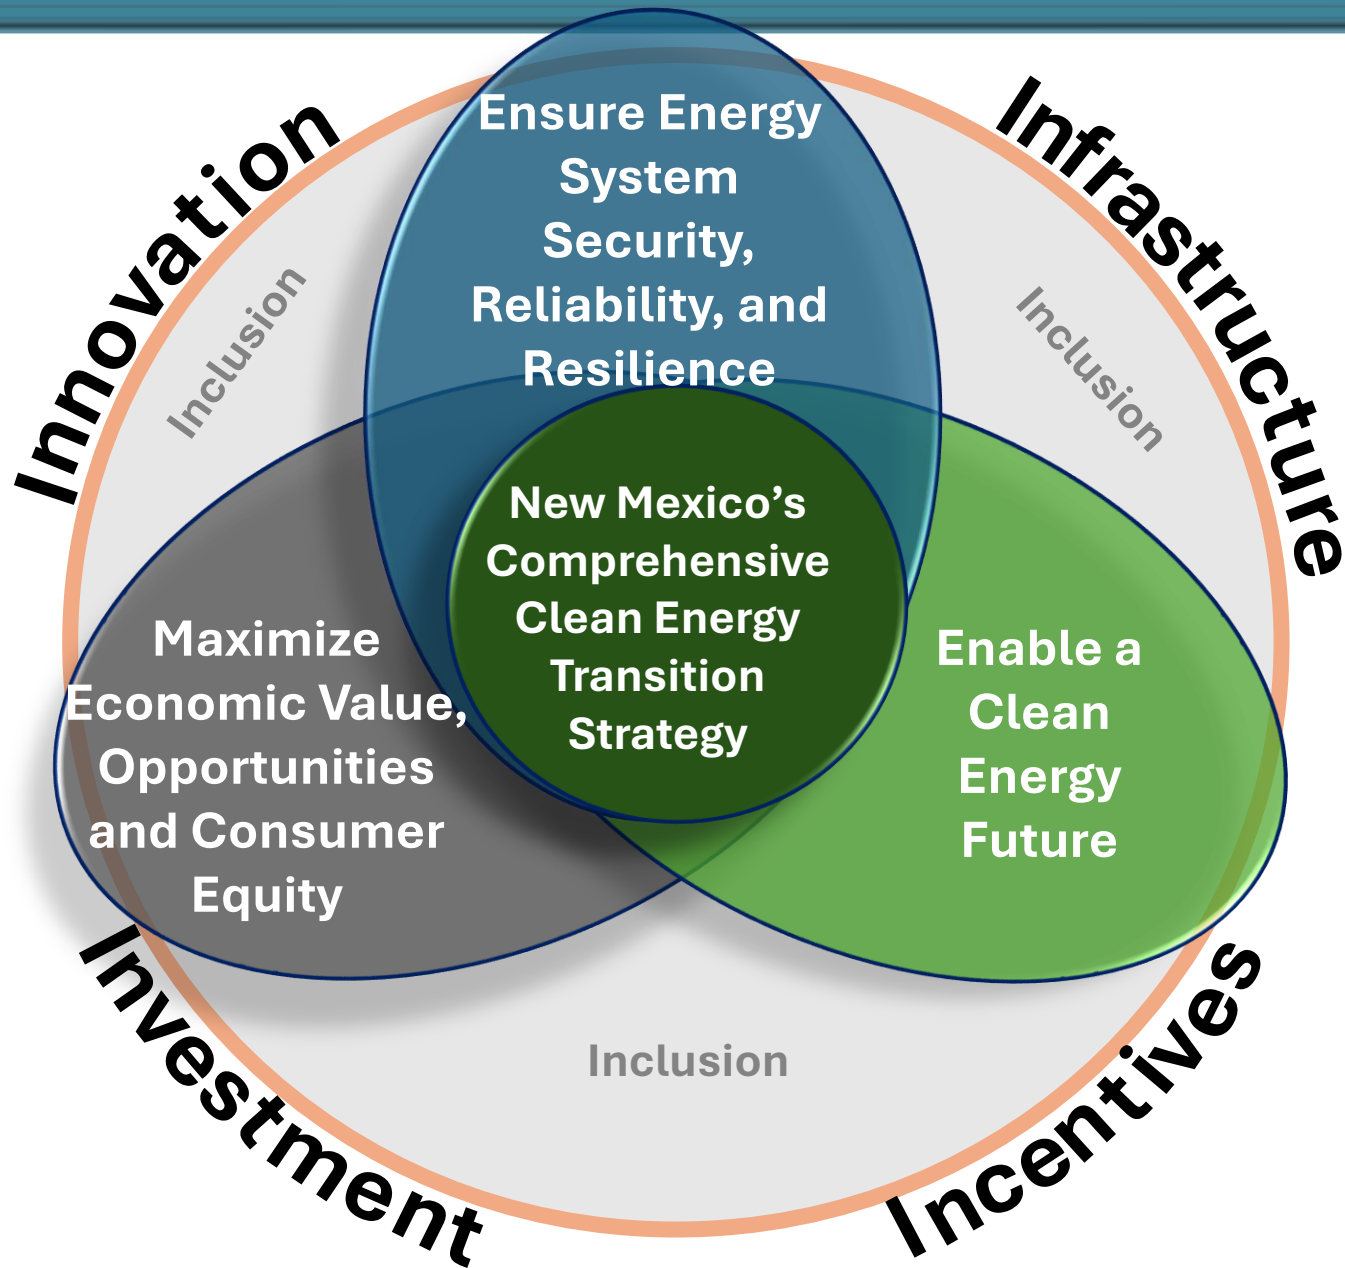 Innovation
Infrastructure
Inclusion
Inclusion
Ensure Energy
System
Security,
Reliability, and
Resilience
New Mexico’s
Comprehensive
Clean Energy
Transition
Strategy
Maximize
Economic Value,
Opportunities
and Consumer
Equity
Enable a
Clean
Energy
Future
Inclusion
Investment
Incentives